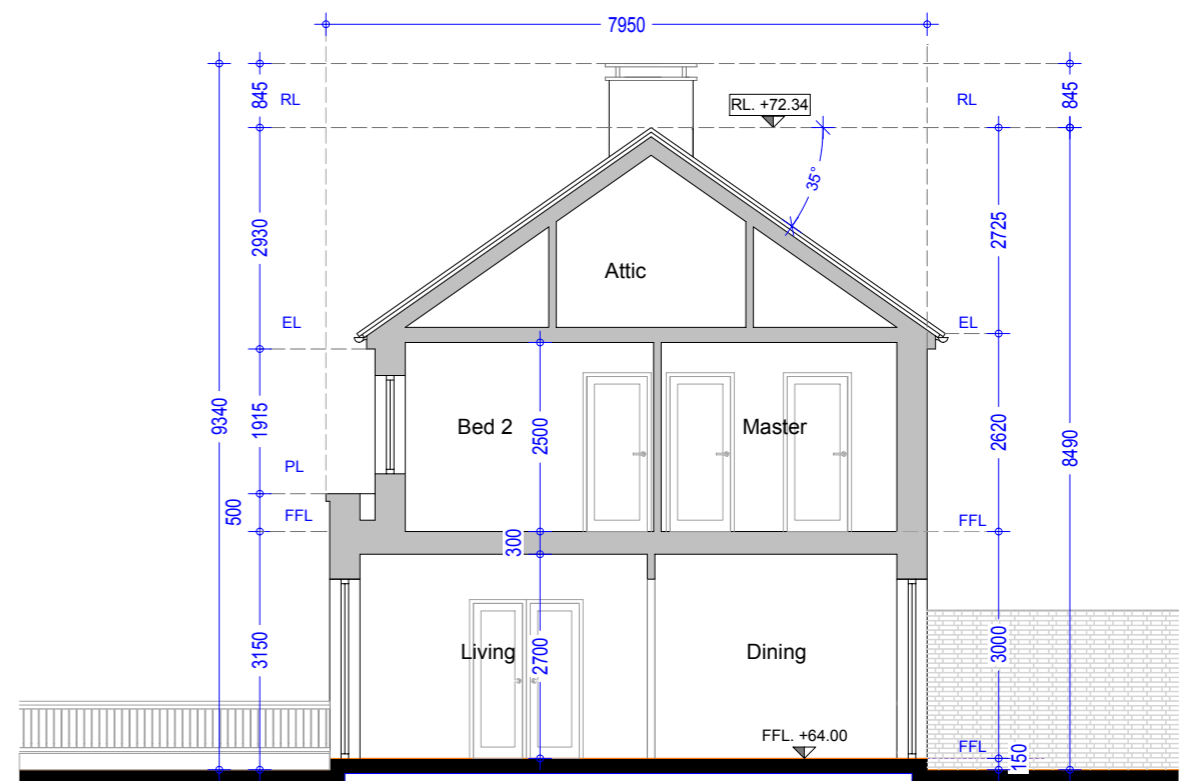 7950
845
RL
RL. +72.34
RL
845
35°
2930
2725
Attic
EL
EL
9340
1915
Bed 2
2500
Master
2620
8490
PL
500
FFL
FFL
300
3150
Living
2700
Dining
3000
FFL. +64.00
FFL
150